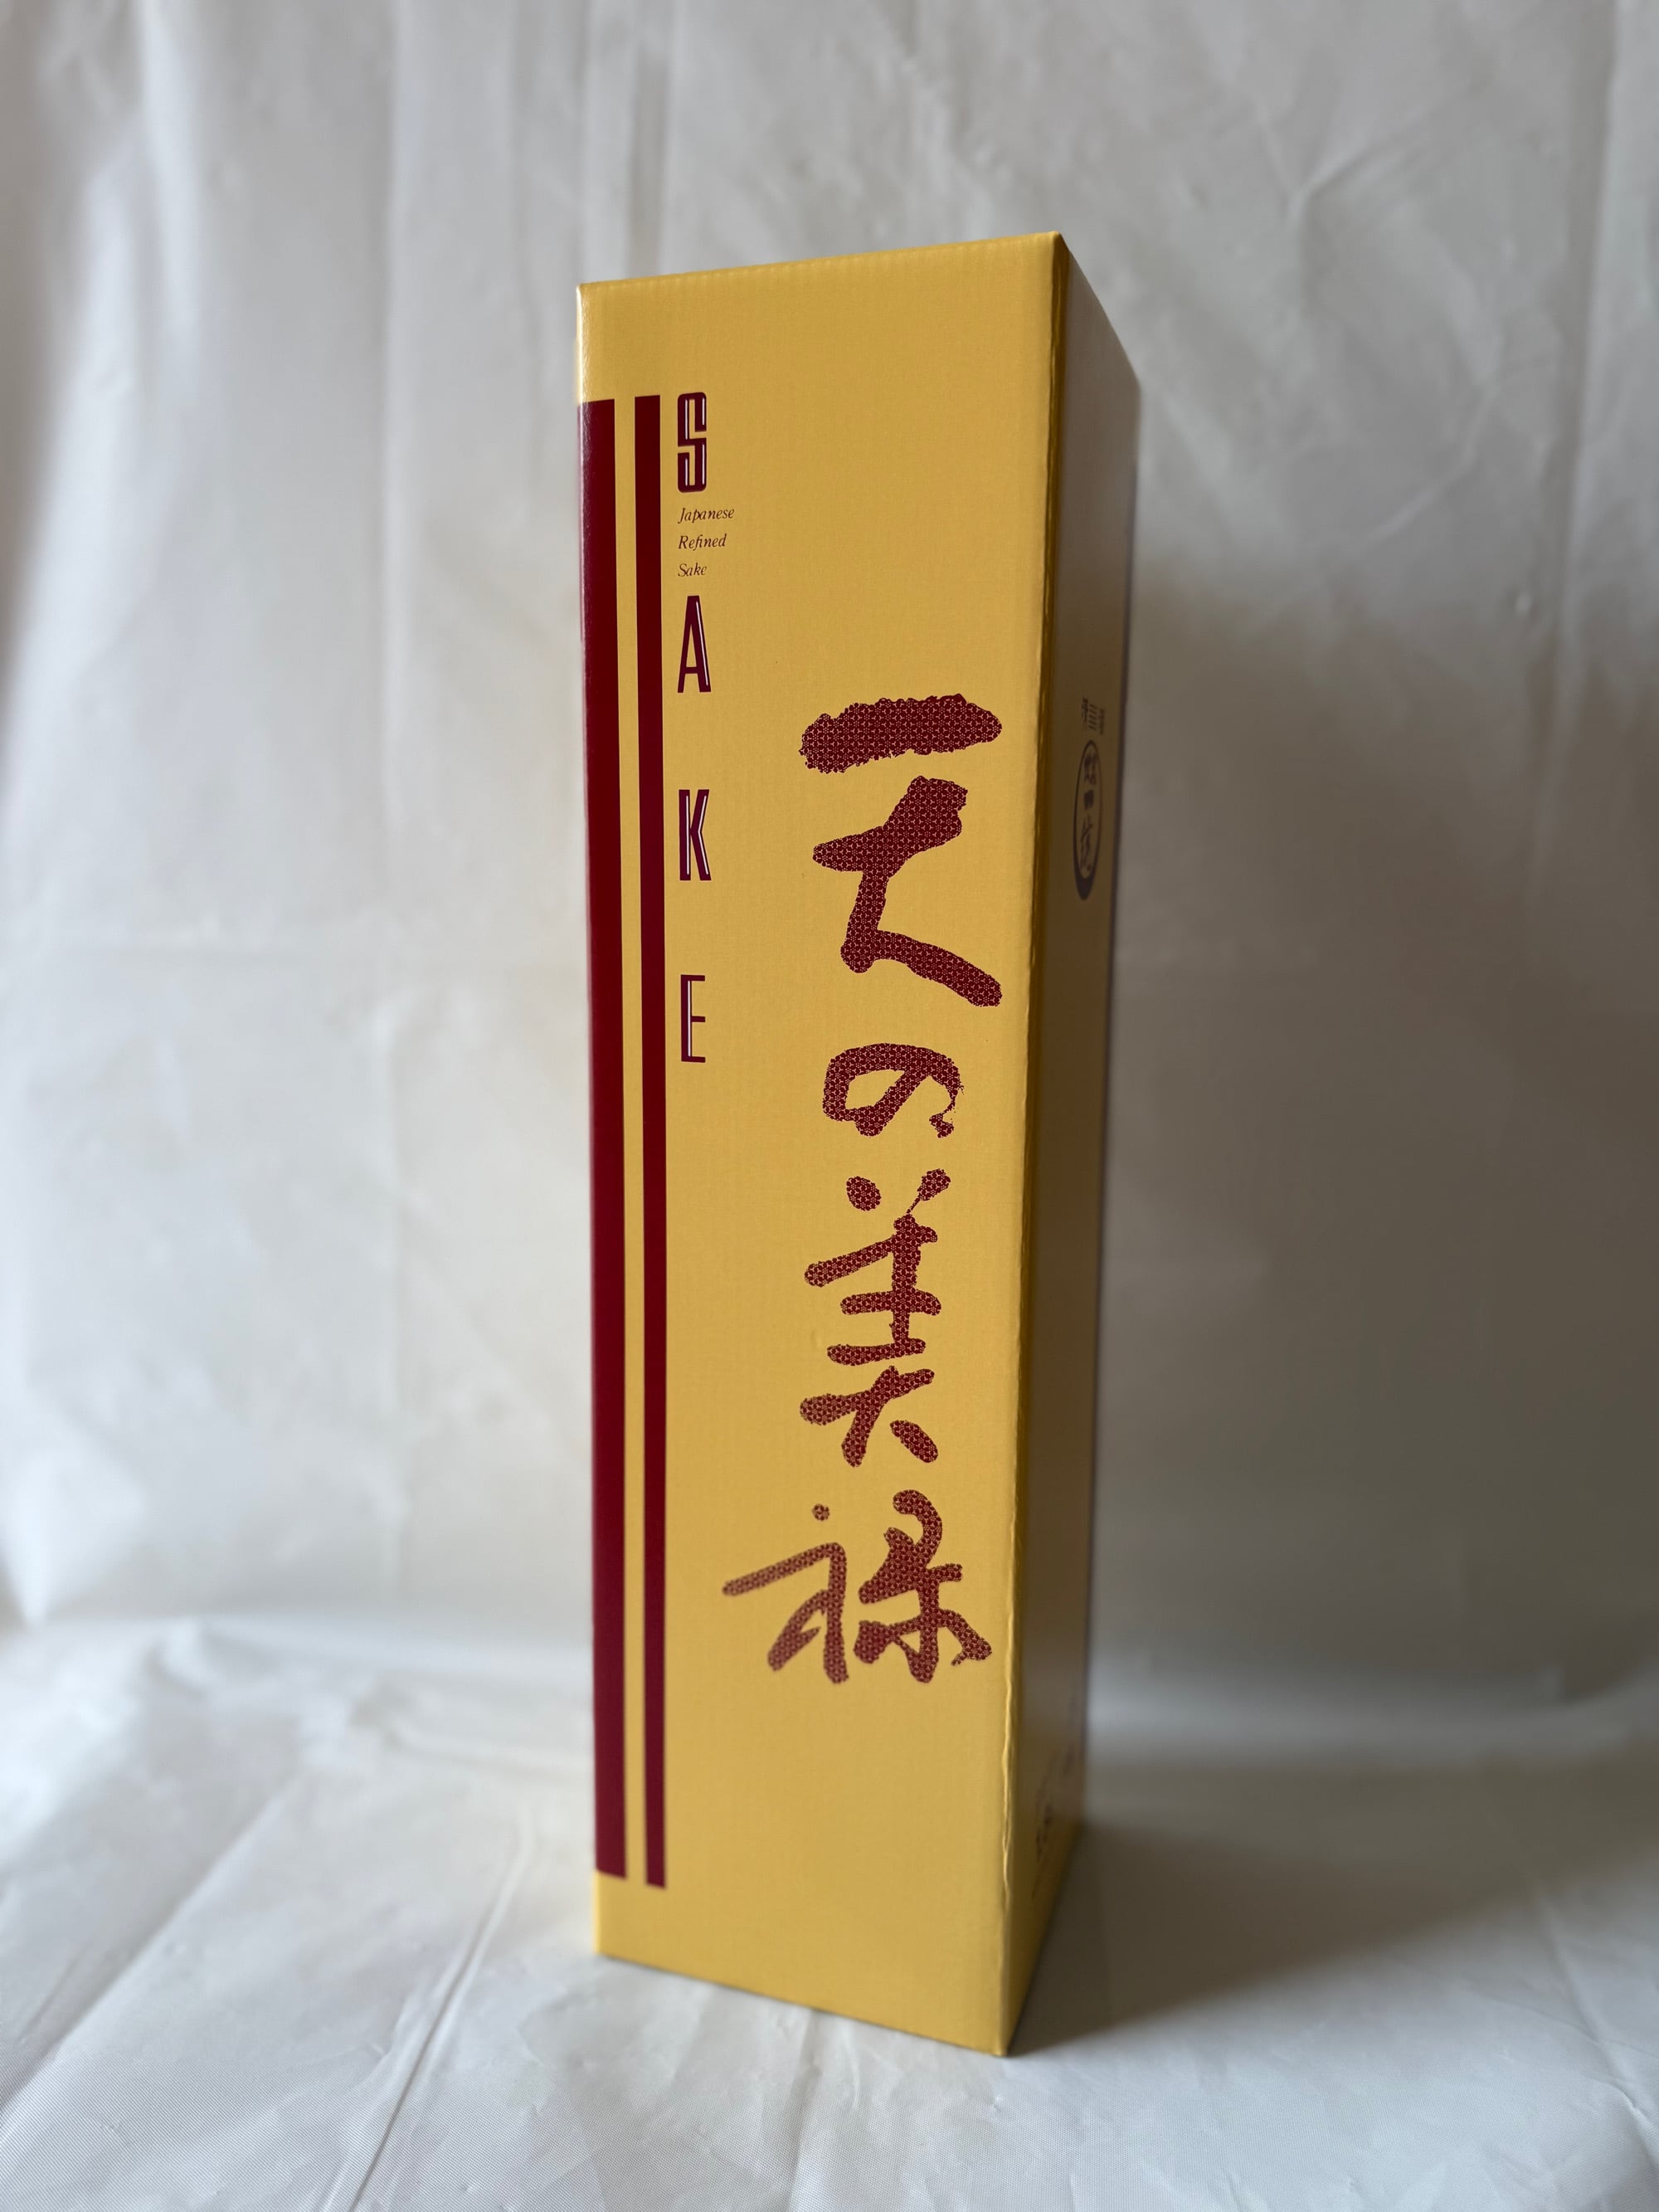 SAKE
Japanese
Refined
Sake
天の美禄